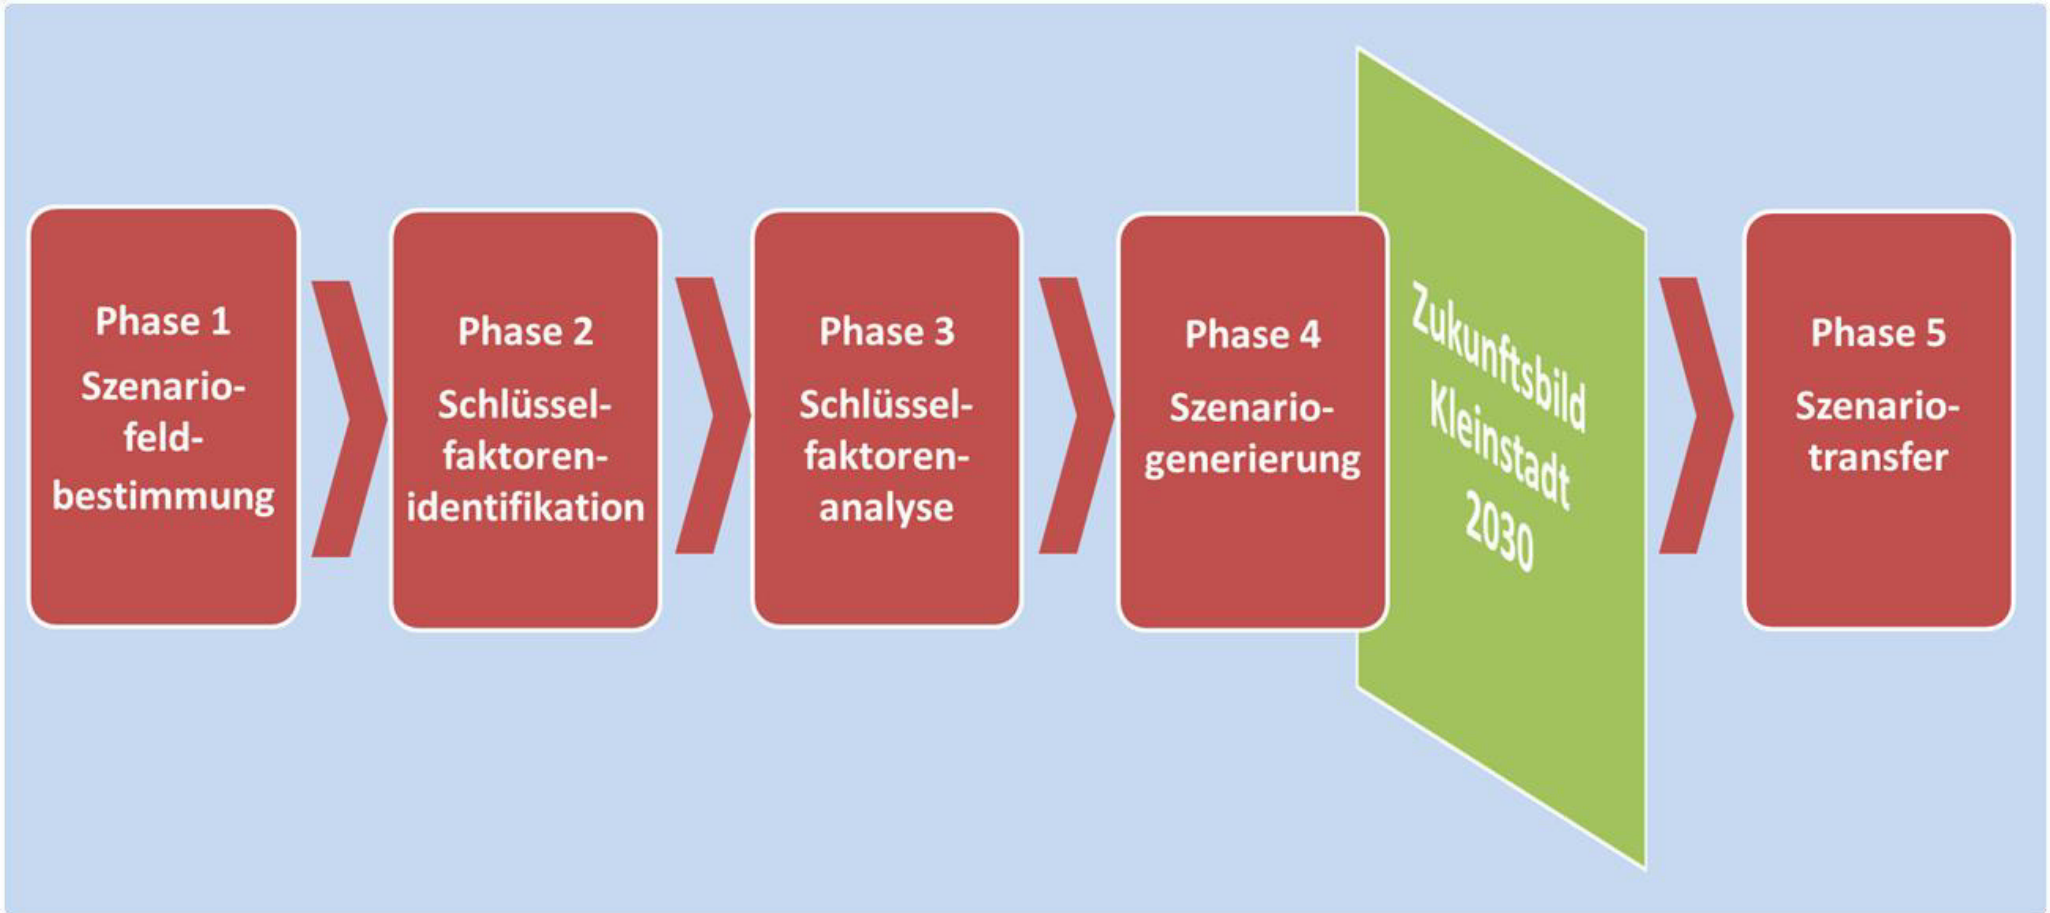 Phase 1
Szenario-
feld-
bestimmung
Phase 2
Schlüssel-
faktoren-
identifikation
Phase 3
Schlüssel-
faktoren-
analyse
Phase 4
Szenario-
generierung
Zukunftsbild
Kleinstadt
2030
Phase 5
Szenario-
transfer